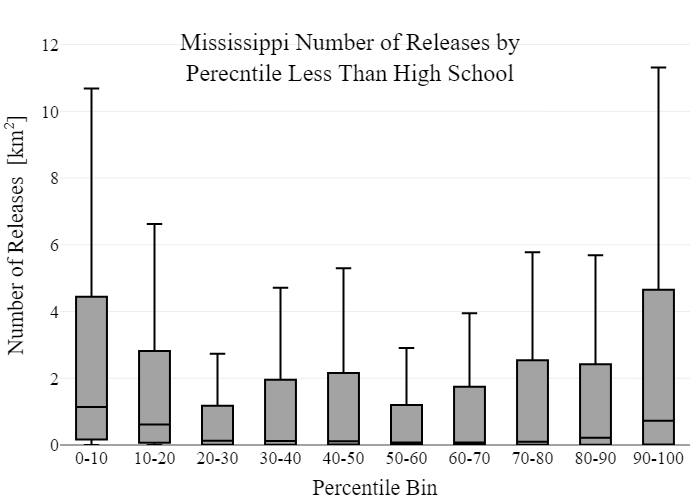 Mississippi Number of Releases by
Perecntile Less Than High School
Number of Releases [km²]
12
10
8
6
4
2
0
0-10 10-20 20-30 30-40 40-50 50-60 60-70 70-80 80-90 90-100
Percentile Bin